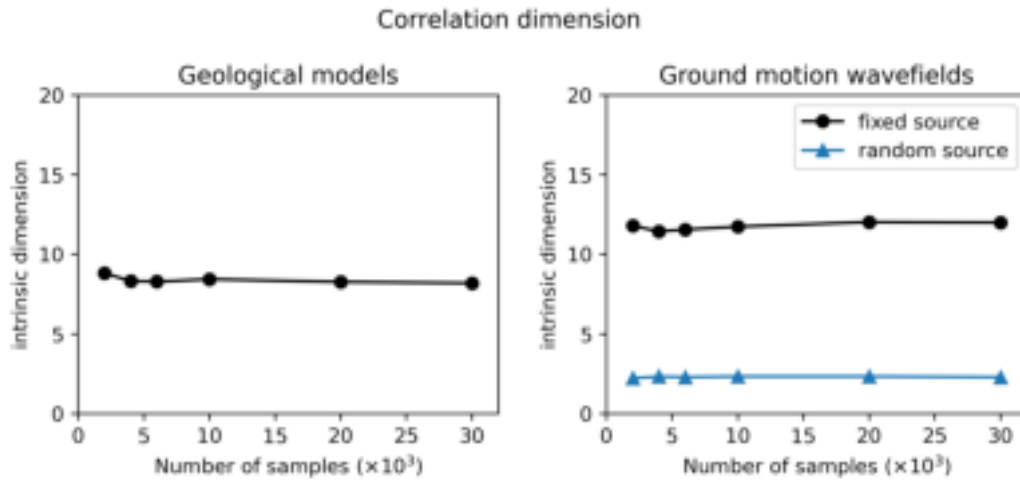 Correlation dimension
Geological models
20
15
10
5
0
intrinsic dimension
0 5 10 15 20 25 30
Number of samples (×10³)
Ground motion wavefields
fixed source
random source
20
15
10
5
0
intrinsic dimension
0 5 10 15 20 25 30
Number of samples (×10³)